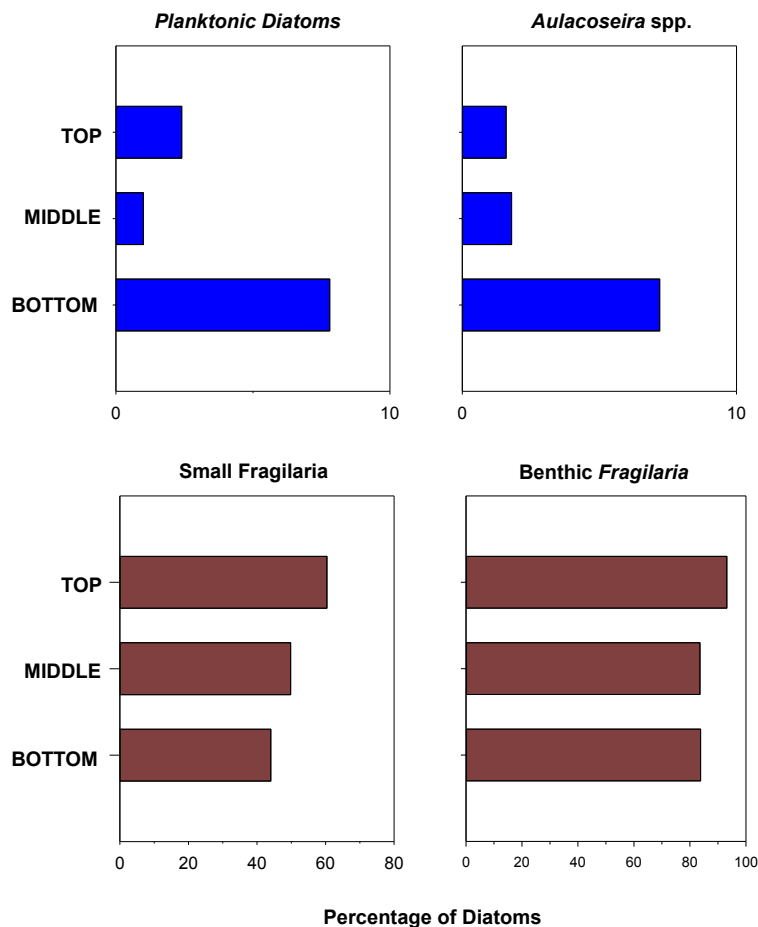 Planktonic Diatoms
Aulacoseira spp.
TOP
MIDDLE
BOTTOM
0 10
0 10
Small Fragilaria
Benthic Fragilaria
TOP
MIDDLE
BOTTOM
0 20 40 60 80
0 20 40 60 80 100
Percentage of Diatoms